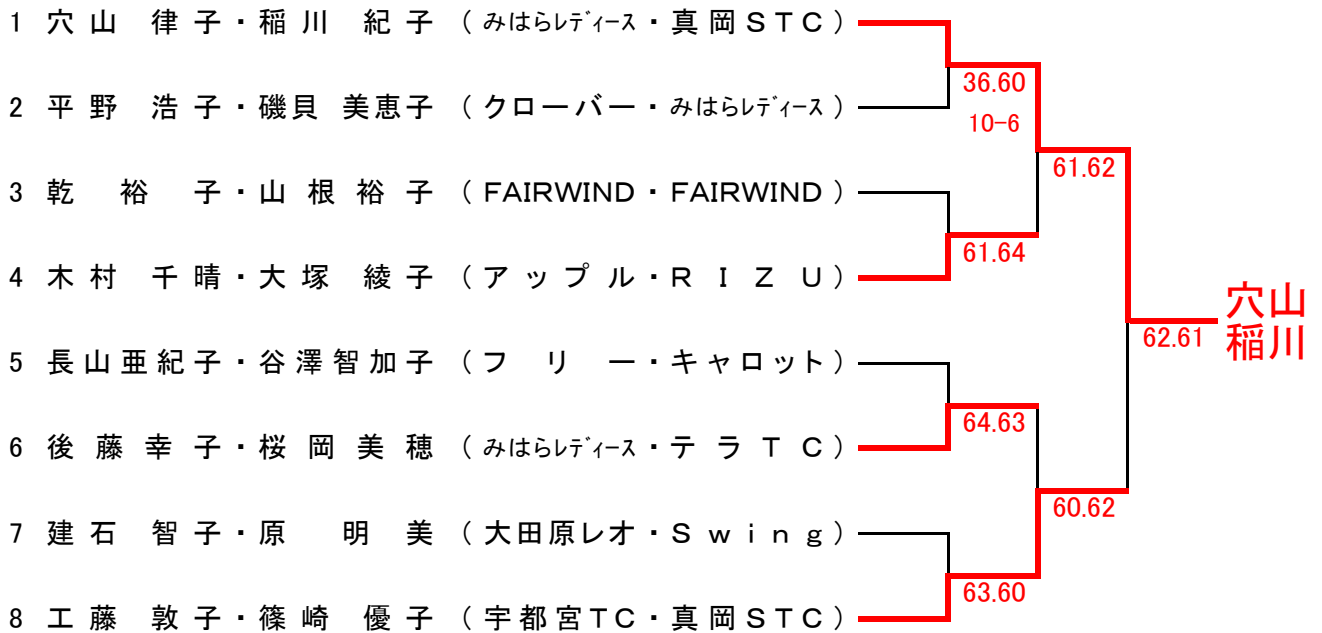 1 穴山 律子・稲川 紀子 (みはらレディース・真岡STC)
36.60
2 平野 浩子・磯貝 美恵子 (クローバー・みはらレディース)
10-6
61.62
3 乾 裕子・山根裕子 (FAIRWIND・FAIRWIND)
61.64
4 木村 千晴・大塚 綾子 (アップル・RIZU)
穴山
稲川
62.61
5 長山亜紀子・谷澤智加子 (フリー・キャロット)
64.63
6 後藤幸子・桜岡美穂 (みはらレディース・テラTC)
60.62
7 建石 智子・原 明美 (大田原レオ・Swing)
63.60
8 工藤 敦子・篠崎 優子 (宇都宮TC・真岡STC)